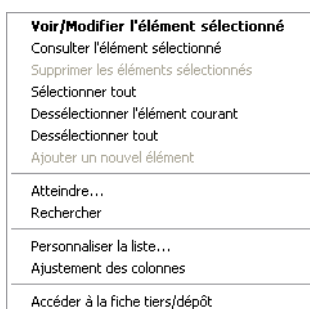 Voir/Modifier l'élément sélectionné
Consulter l'élément sélectionné
Supprimer les éléments sélectionnés
Sélectionner tout
Dessélectionner l'élément courant
Dessélectionner tout
Ajouter un nouvel élément
Atteindre...
Rechercher
Personnaliser la liste...
Ajustement des colonnes
Accéder à la fiche tiers/dépôt